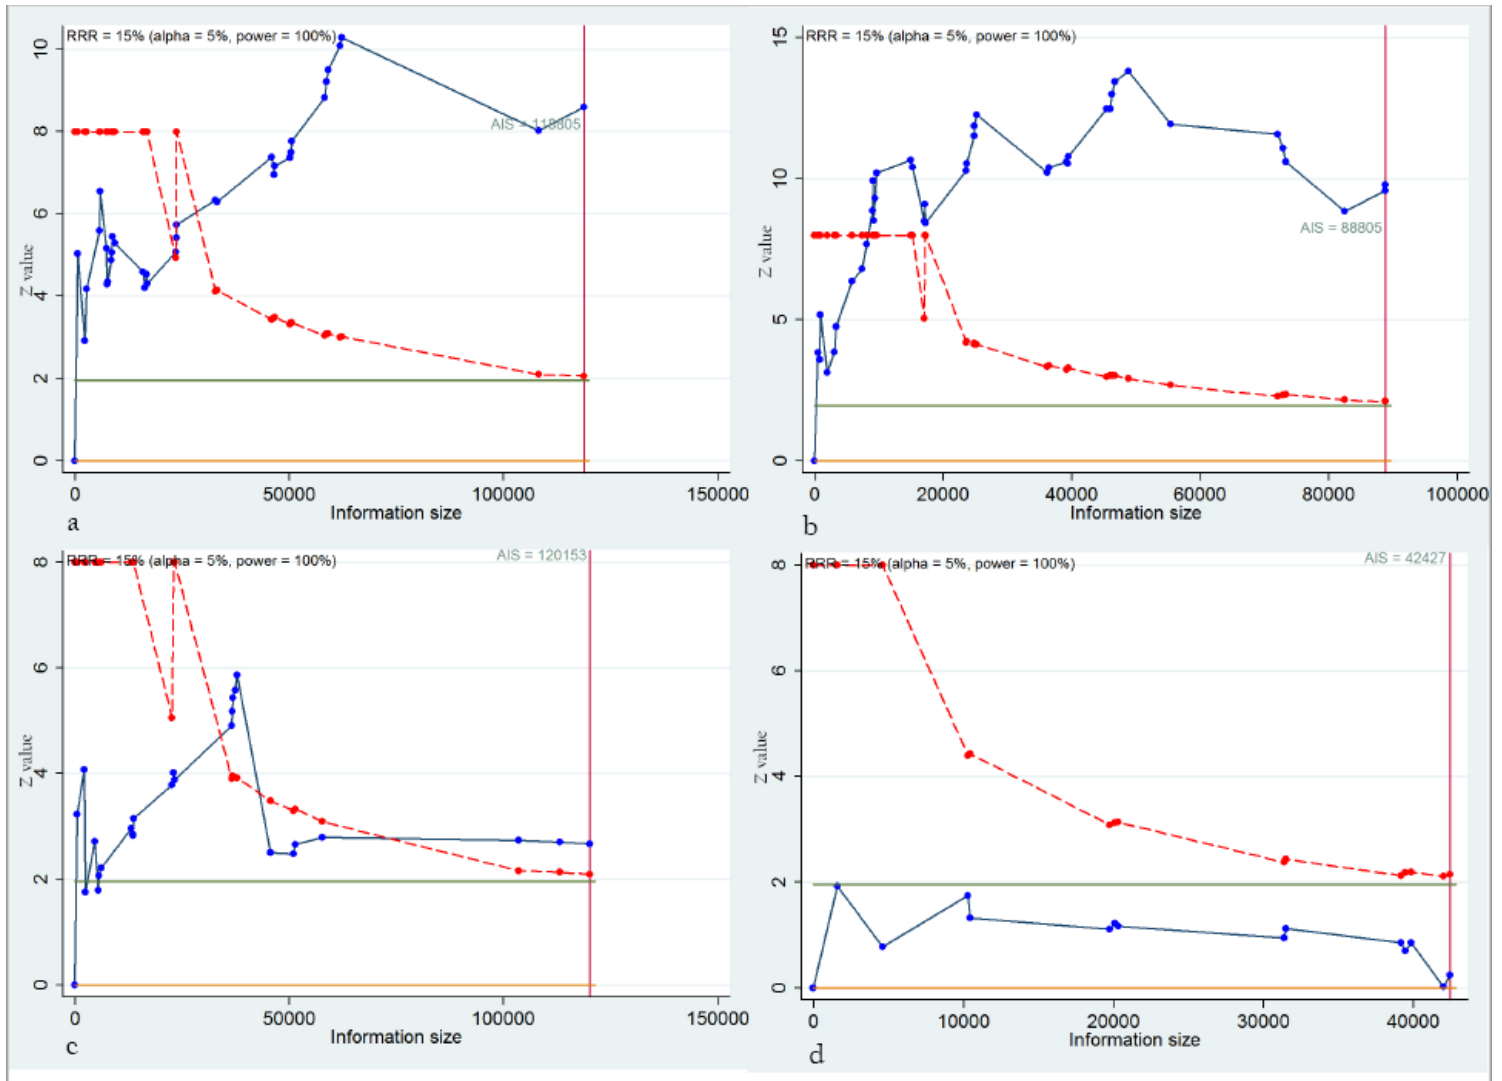 RRR = 15% (alpha = 5%, power = 100%)
10
8
6
4
2
0
Z value
AIS = 118805
0
50000
100000
150000
Information size
a
RRR = 15% (alpha = 5%, power = 100%)
15
10
5
0
Z value
AIS = 88805
0
20000
40000
60000
80000
100000
Information size
b
RRR = 15% (alpha = 5%, power = 100%)
AIS = 120153
8
6
4
2
0
Z value
0
50000
100000
150000
Information size
c
RRR = 15% (alpha = 5%, power = 100%)
AIS = 42427
8
6
4
2
0
Z value
0
10000
20000
30000
40000
Information size
d